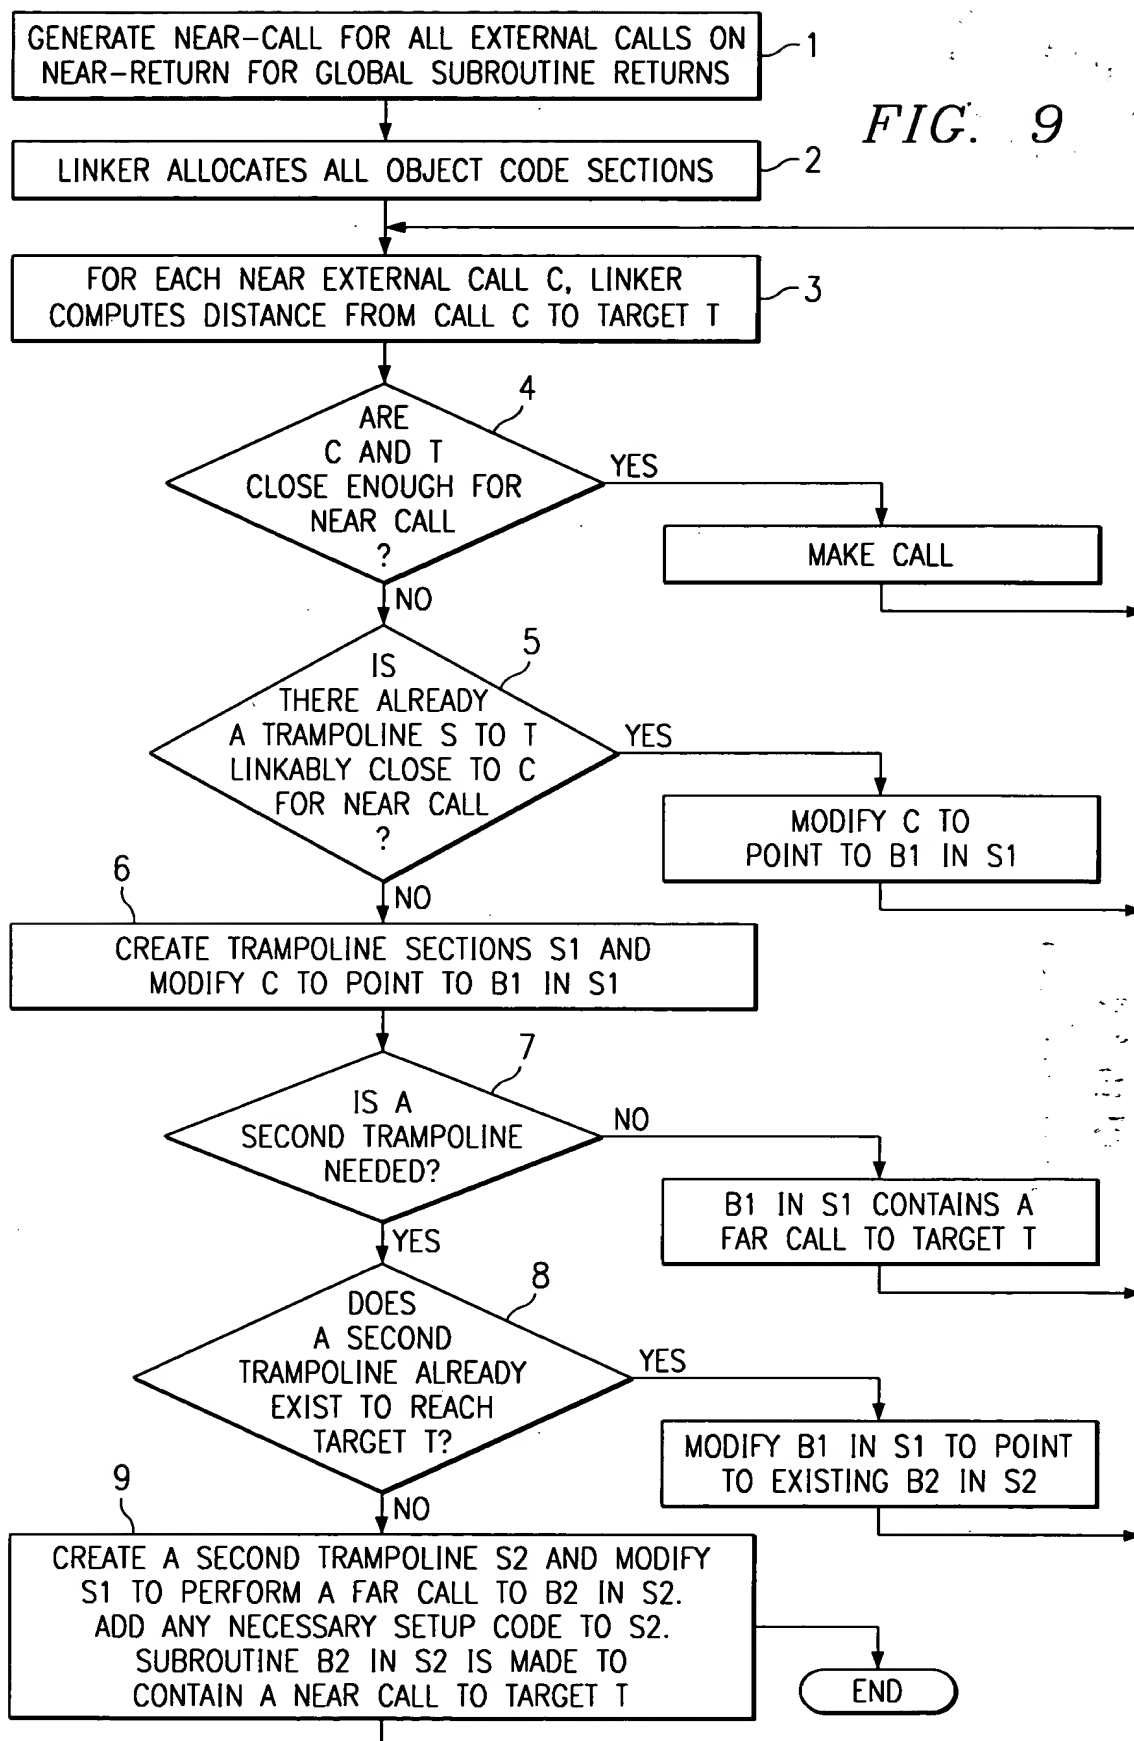 GENERATE NEAR-CALL FOR ALL EXTERNAL CALLS ON
NEAR-RETURN FOR GLOBAL SUBROUTINE RETURNS
1
FIG. 9
LINKER ALLOCATES ALL OBJECT CODE SECTIONS
2
FOR EACH NEAR EXTERNAL CALL C, LINKER
COMPUTES DISTANCE FROM CALL C TO TARGET T
3
4
ARE
C AND T
CLOSE ENOUGH FOR
NEAR CALL
?
YES
MAKE CALL
NO
5
IS
THERE ALREADY
A TRAMPOLINE S TO T
LINKABLY CLOSE TO C
FOR NEAR CALL
?
YES
MODIFY C TO
POINT TO B1 IN S1
NO
6
CREATE TRAMPOLINE SECTIONS S1 AND
MODIFY C TO POINT TO B1 IN S1
7
IS A
SECOND TRAMPOLINE
NEEDED?
NO
B1 IN S1 CONTAINS A
FAR CALL TO TARGET T
YES
8
DOES
A SECOND
TRAMPOLINE ALREADY
EXIST TO REACH
TARGET T?
YES
MODIFY B1 IN S1 TO POINT
TO EXISTING B2 IN S2
NO
9
CREATE A SECOND TRAMPOLINE S2 AND MODIFY
S1 TO PERFORM A FAR CALL TO B2 IN S2.
ADD ANY NECESSARY SETUP CODE TO S2.
SUBROUTINE B2 IN S2 IS MADE TO
CONTAIN A NEAR CALL TO TARGET T
END